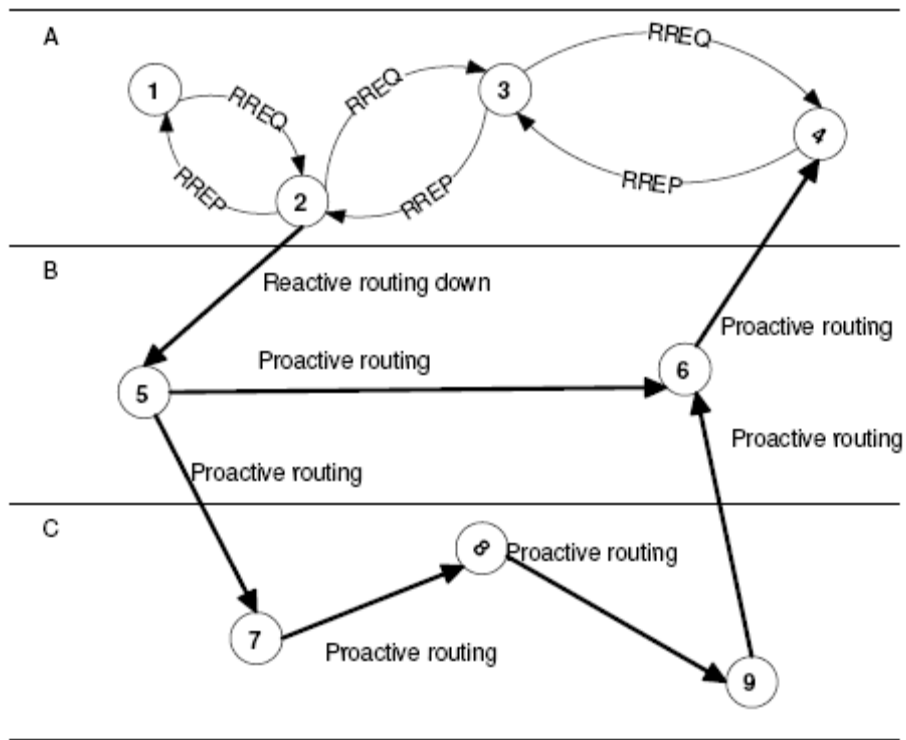 A
RREQ
1
RREQ
RREQ
3
4
RREP
RREP
RREP
2
B
Reactive routing down
Proactive routing
Proactive routing
6
5
Proactive routing
Proactive routing
C
8
Proactive routing
7
Proactive routing
9